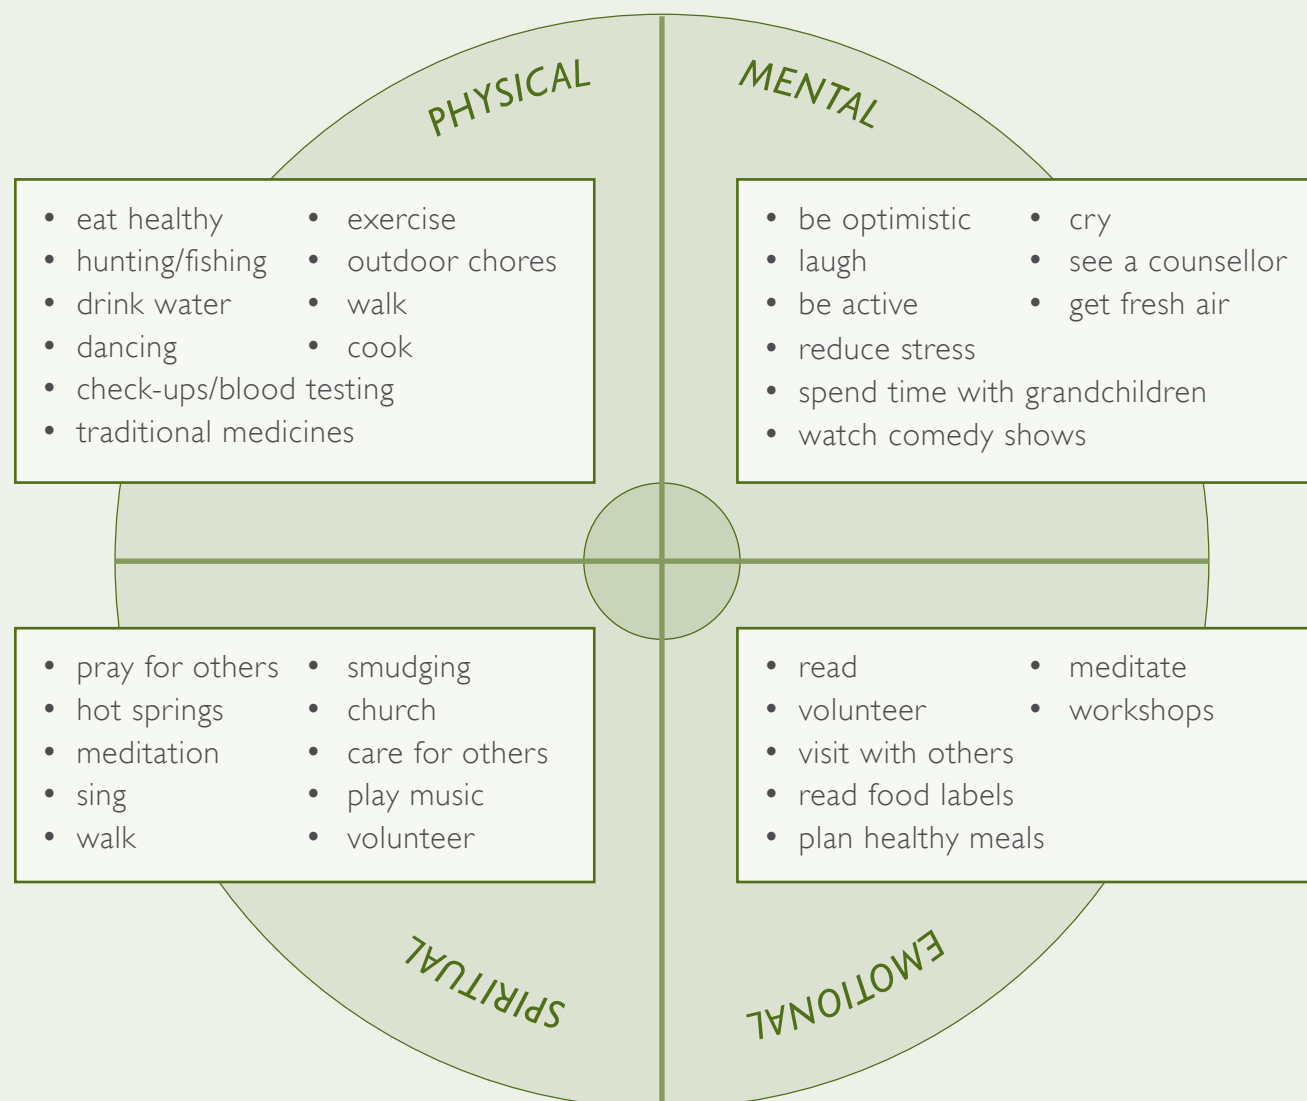 PHYSICAL
• eat healthy
• hunting/fishing
• drink water
• dancing
• check-ups/blood testing
• traditional medicines
• exercise
• outdoor chores
• walk
• cook
MENTAL
• be optimistic
• laugh
• be active
• reduce stress
• spend time with grandchildren
• watch comedy shows
• cry
• see a counsellor
• get fresh air
• pray for others
• hot springs
• meditation
• sing
• walk
• smudging
• church
• care for others
• play music
• volunteer
SPIRITUAL
• read
• volunteer
• visit with others
• read food labels
• plan healthy meals
• meditate
• workshops
EMOTIONAL